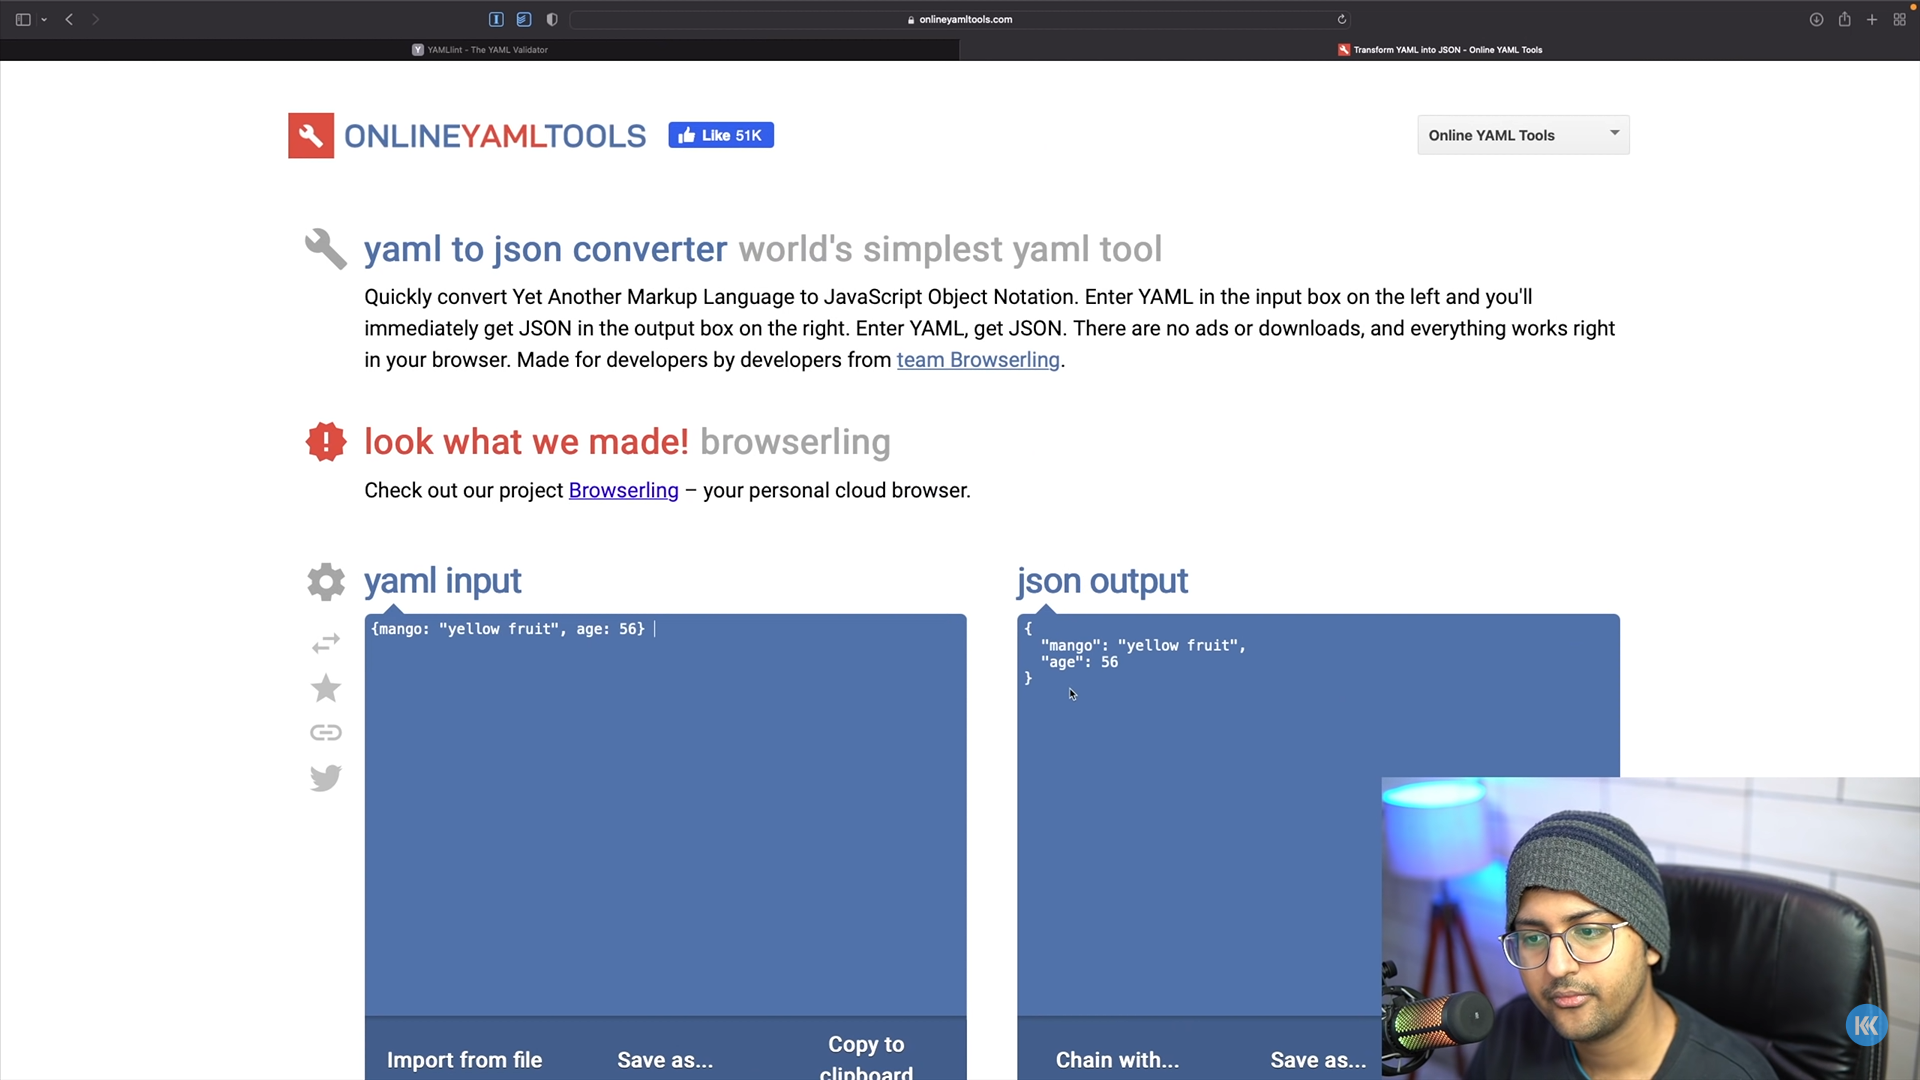 onlineyamltools.com
Y YAMLlint - The YAML Validator
Transform YAML into JSON - Online YAML Tools
ONLINEYAMLTOOLS
Like 51K
Online YAML Tools
yaml to json converter world's simplest yaml tool
Quickly convert Yet Another Markup Language to JavaScript Object Notation. Enter YAML in the input box on the left and you'll
immediately get JSON in the output box on the right. Enter YAML, get JSON. There are no ads or downloads, and everything works right
in your browser. Made for developers by developers from team Browserling.
look what we made! browserling
Check out our project Browserling – your personal cloud browser.
yaml input
json output
{mango: "yellow fruit", age: 56}
{
"mango": "yellow fruit",
"age": 56
}
Import from file
Save as...
Copy to
clipboard
Chain with...
Save as...
KK